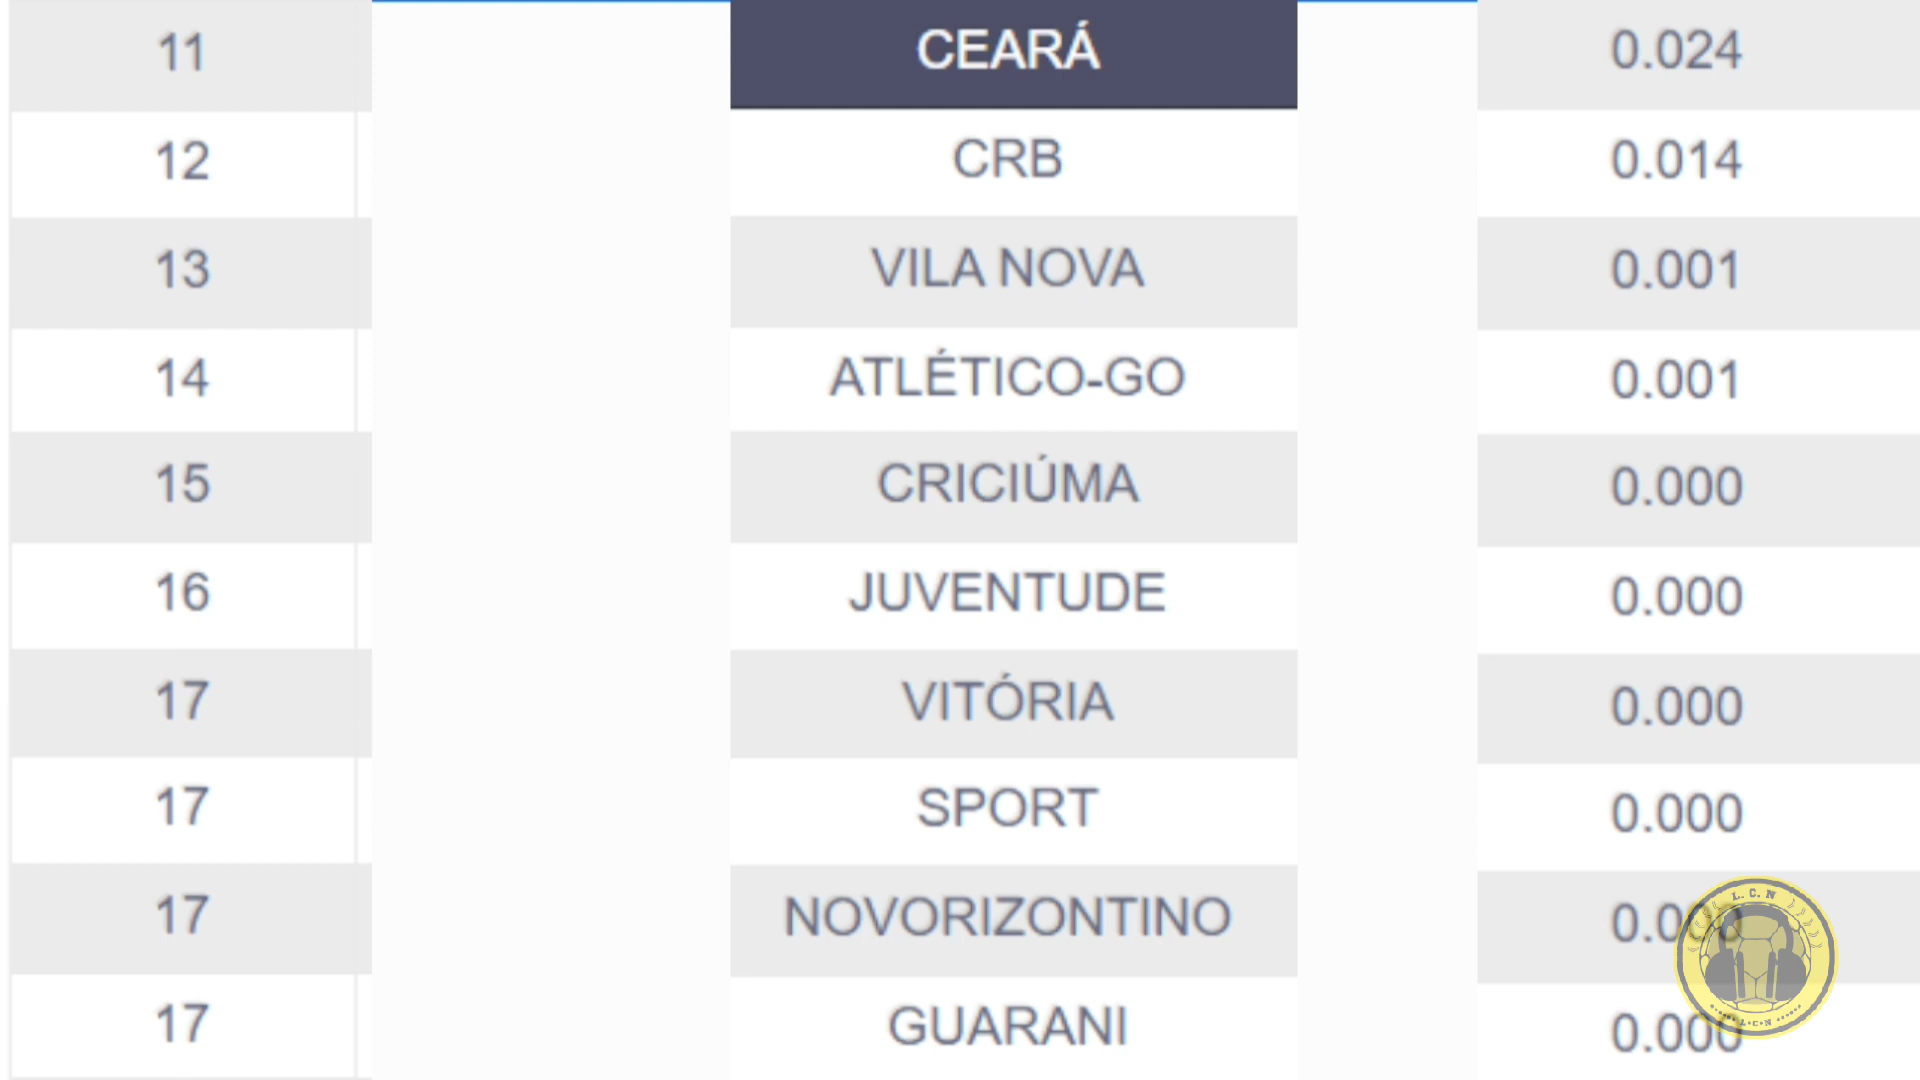 11 CEARÁ 0.024
12 CRB 0.014
13 VILA NOVA 0.001
14 ATLÉTICO-GO 0.001
15 CRICIÚMA 0.000
16 JUVENTUDE 0.000
17 VITÓRIA 0.000
17 SPORT 0.000
17 NOVORIZONTINO
17 GUARANI 0.000
L. C. N
L•C•N